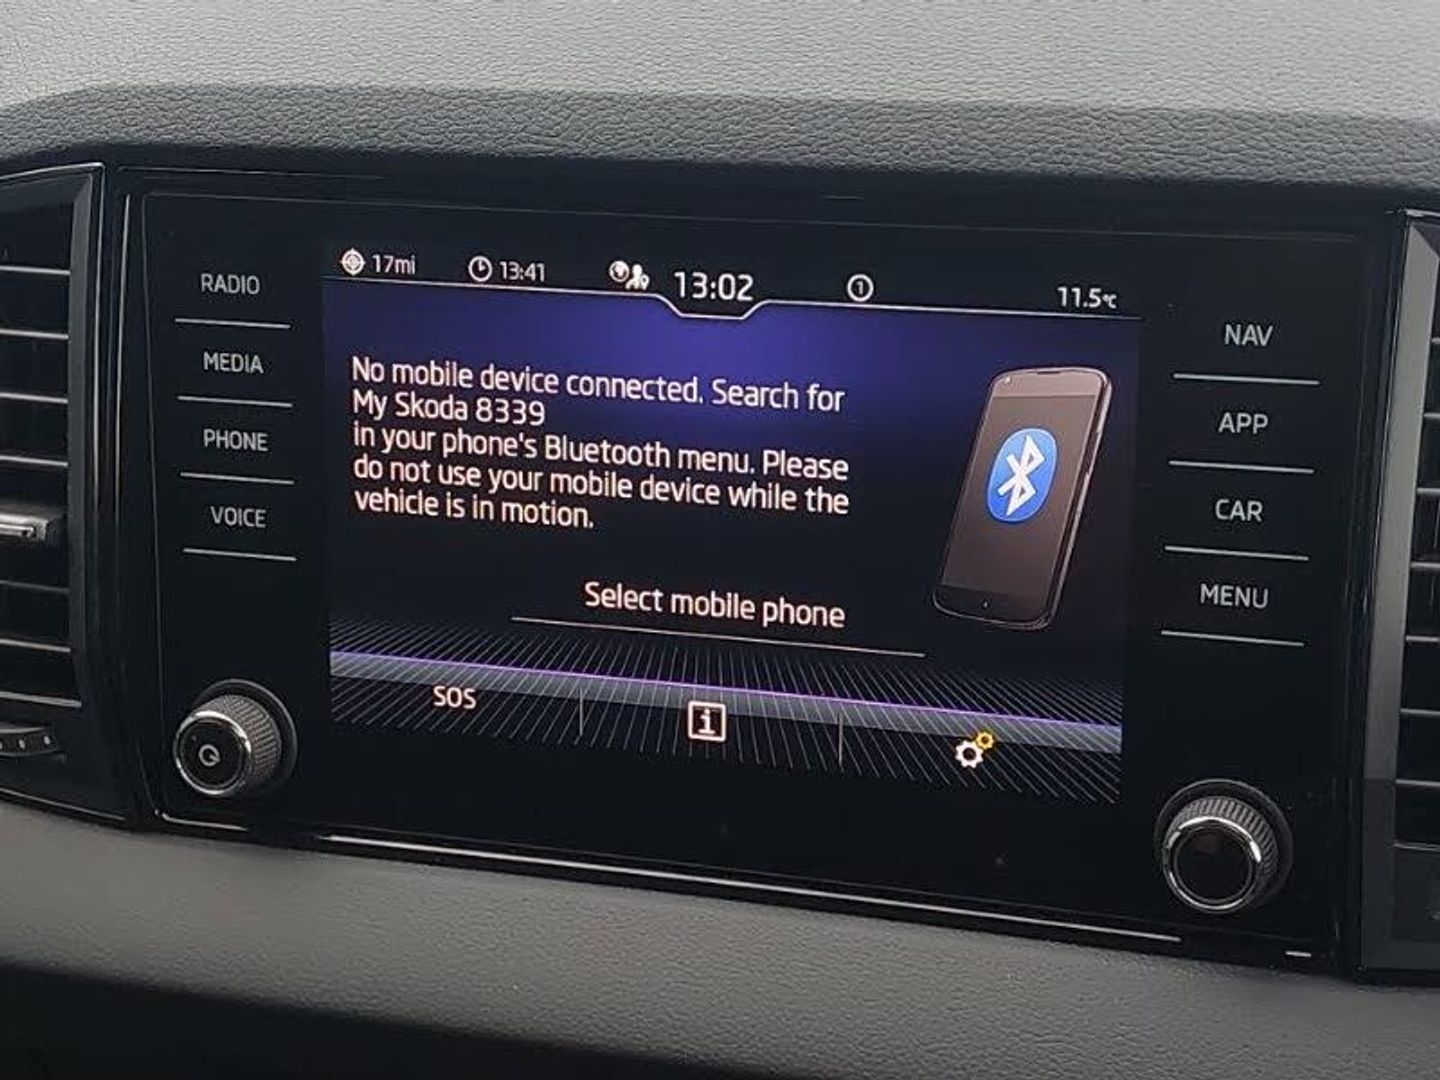 17mi 13:41 13:02 1 11.5°C
RADIO
MEDIA
PHONE
VOICE
No mobile device connected. Search for
My Skoda 8339
in your phone's Bluetooth menu. Please
do not use your mobile device while the
vehicle is in motion.
Select mobile phone
SOS i
NAV
APP
CAR
MENU